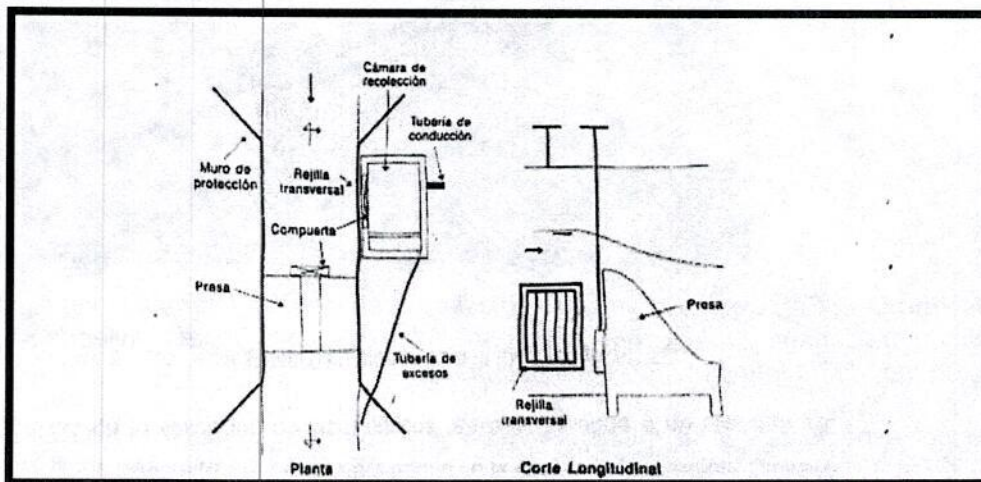 Cámara de
recolección
Tubería de
conducción
Muro de
protección
Rejilla
transversal
Compuerta
Presa
Tubería de
excesos
Planta
Presa
Rejilla
transversal
Corte Longitudinal